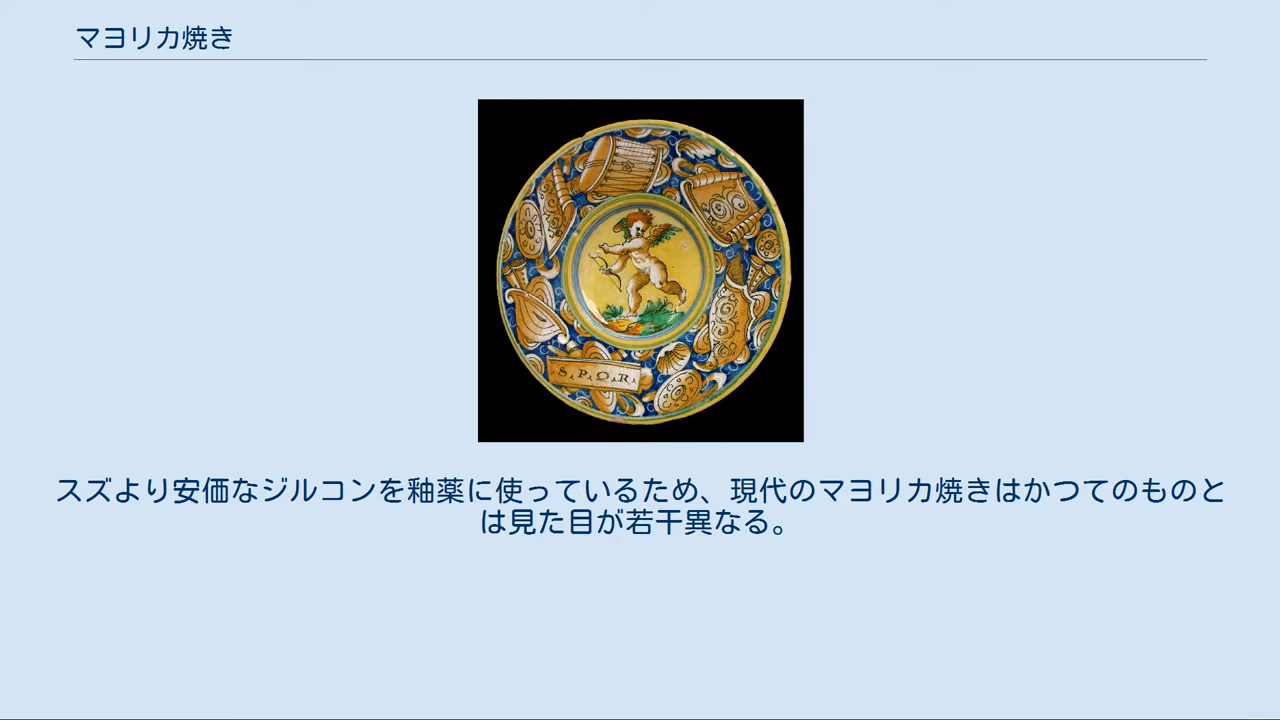 マヨリカ焼き
S.P.Q.R.
スズより安価なジルコンを釉薬に使っているため、現代のマヨリカ焼きはかつてのものと
は見た目が若干異なる。